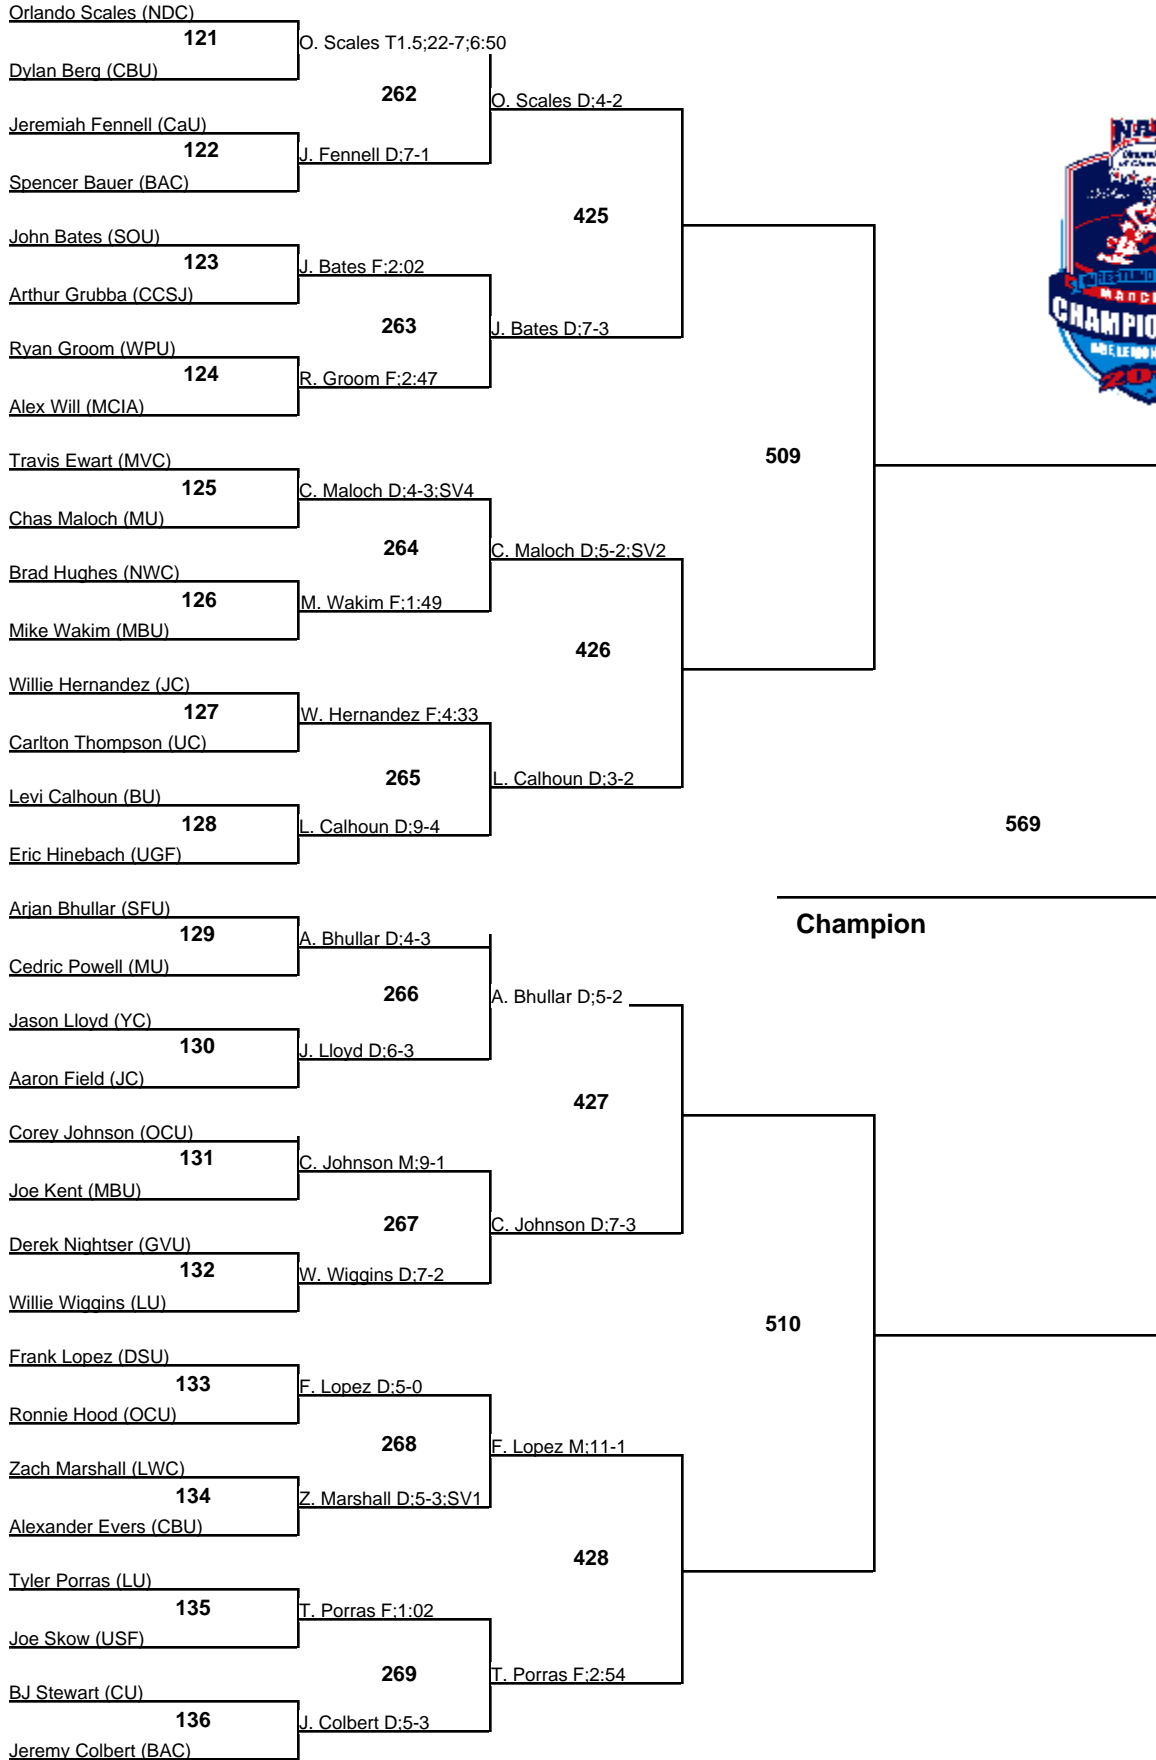 Orlando Scales (NDC)
121
O. Scales T1.5;22-7;6:50
Dylan Berg (CBU)
262
O. Scales D;4-2
Jeremiah Fennell (CaU)
122
J. Fennell D;7-1
Spencer Bauer (BAC)
425
John Bates (SOU)
123
J. Bates F;2:02
Arthur Grubba (CCSJ)
263
J. Bates D;7-3
Ryan Groom (WPU)
124
R. Groom F;2:47
Alex Will (MCIA)
509
Travis Ewart (MVC)
125
C. Maloch D;4-3;SV4
Chas Maloch (MU)
264
C. Maloch D;5-2;SV2
Brad Hughes (NWC)
126
M. Wakim F;1:49
Mike Wakim (MBU)
426
Willie Hernandez (JC)
127
W. Hernandez F;4:33
Carlton Thompson (UC)
265
L. Calhoun D;3-2
Levi Calhoun (BU)
128
L. Calhoun D;9-4
Eric Hinebach (UGF)
569
Champion
Arjan Bhullar (SFU)
129
A. Bhullar D;4-3
Cedric Powell (MU)
266
A. Bhullar D;5-2
Jason Lloyd (YC)
130
J. Lloyd D;6-3
Aaron Field (JC)
427
Corey Johnson (OCU)
131
C. Johnson M;9-1
Joe Kent (MBU)
267
C. Johnson D;7-3
Derek Nightser (GVU)
132
W. Wiggins D;7-2
Willie Wiggins (LU)
510
Frank Lopez (DSU)
133
F. Lopez D;5-0
Ronnie Hood (OCU)
268
F. Lopez M;11-1
Zach Marshall (LWC)
134
Z. Marshall D;5-3;SV1
Alexander Evers (CBU)
428
Tyler Porras (LU)
135
T. Porras F;1:02
Joe Skow (USF)
269
T. Porras F;2:54
BJ Stewart (CU)
136
J. Colbert D;5-3
Jeremy Colbert (BAC)